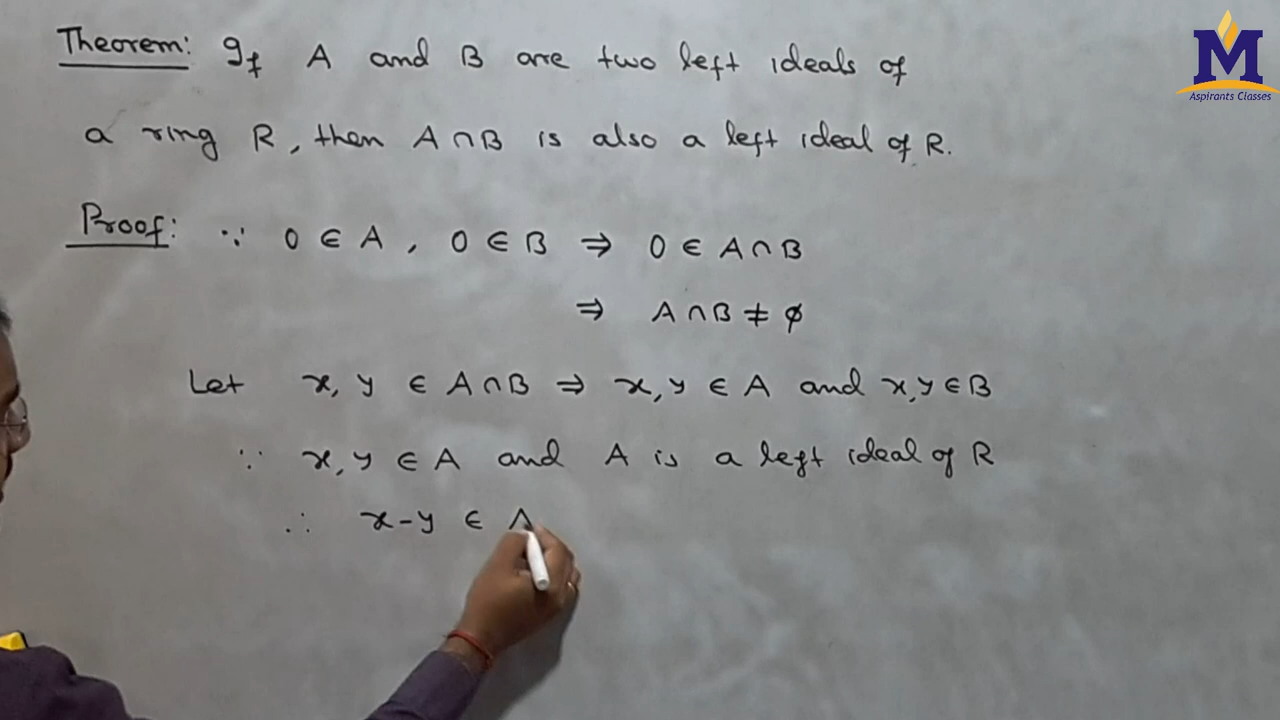 Theorem: If A and B are two left ideals of
a ring R, then A ∩ B is also a left ideal of R.
Proof: ∵ 0 ∈ A, 0 ∈ B ⇒ 0 ∈ A ∩ B
⇒ A ∩ B ≠ ϕ
Let x, y ∈ A ∩ B ⇒ x, y ∈ A and x, y ∈ B
∵ x, y ∈ A and A is a left ideal of R
∴ x - y ∈ A
M
Aspirants Classes